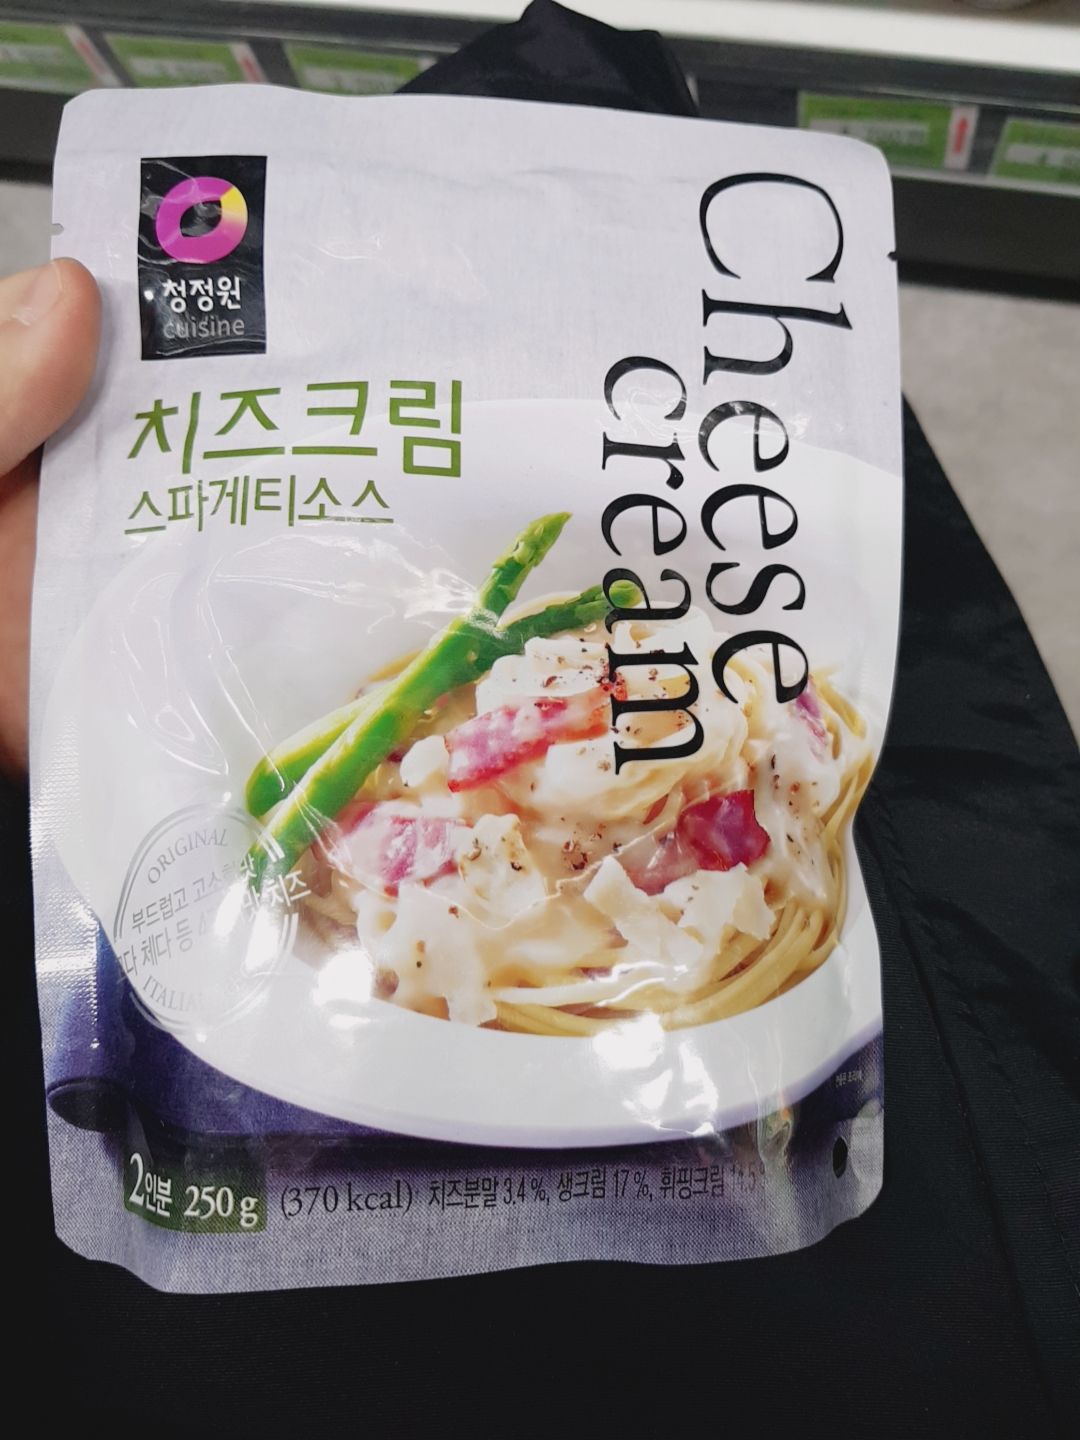 청정원
cuisine
Cheese
cream
치즈크림
스파게티소스
ORIGINAL
부드럽고 고소한 맛
체다 등
치즈
2인분 250g (370 kcal) 치즈분말 3.4%, 생크림 17%, 휘핑크림